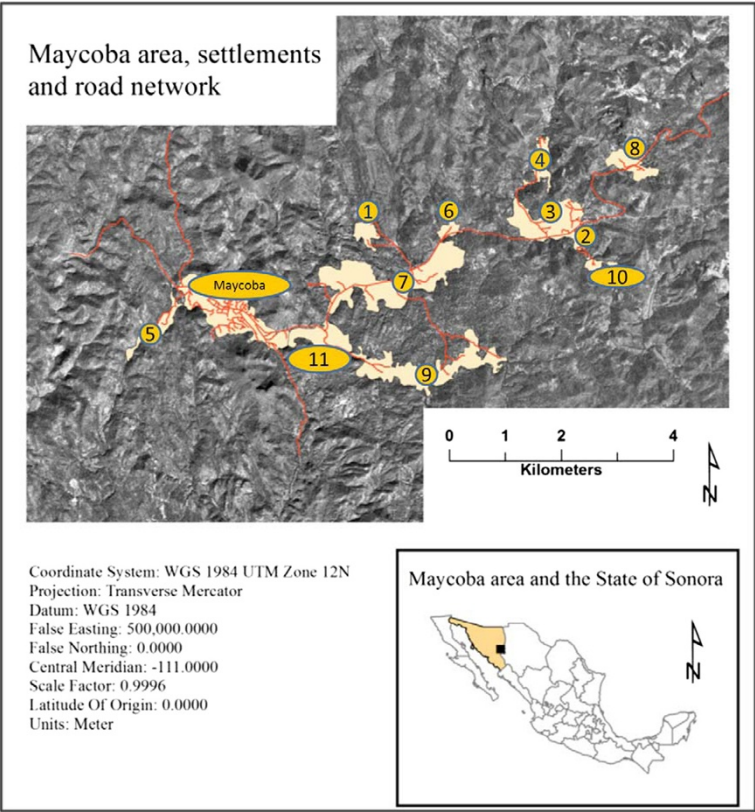 Maycoba area, settlements
and road network
4
8
1
6
3
2
10
7
Maycoba
5
11
9
0 1 2 4
Kilometers
N
Coordinate System: WGS 1984 UTM Zone 12N
Projection: Transverse Mercator
Datum: WGS 1984
False Easting: 500,000.0000
False Northing: 0.0000
Central Meridian: -111.0000
Scale Factor: 0.9996
Latitude Of Origin: 0.0000
Units: Meter
Maycoba area and the State of Sonora
N